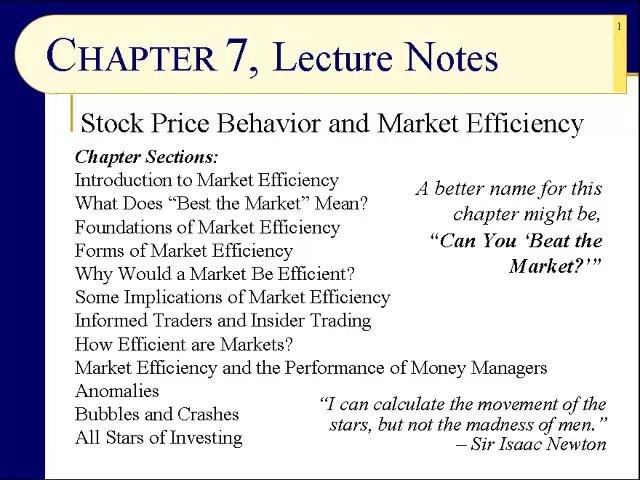 1
CHAPTER 7, Lecture Notes
Stock Price Behavior and Market Efficiency
Chapter Sections:
Introduction to Market Efficiency
What Does “Best the Market” Mean?
Foundations of Market Efficiency
Forms of Market Efficiency
Why Would a Market Be Efficient?
Some Implications of Market Efficiency
Informed Traders and Insider Trading
How Efficient are Markets?
Market Efficiency and the Performance of Money Managers
Anomalies
Bubbles and Crashes
All Stars of Investing
A better name for this
chapter might be,
“Can You ‘Beat the
Market?’”
“I can calculate the movement of the
stars, but not the madness of men.”
– Sir Isaac Newton